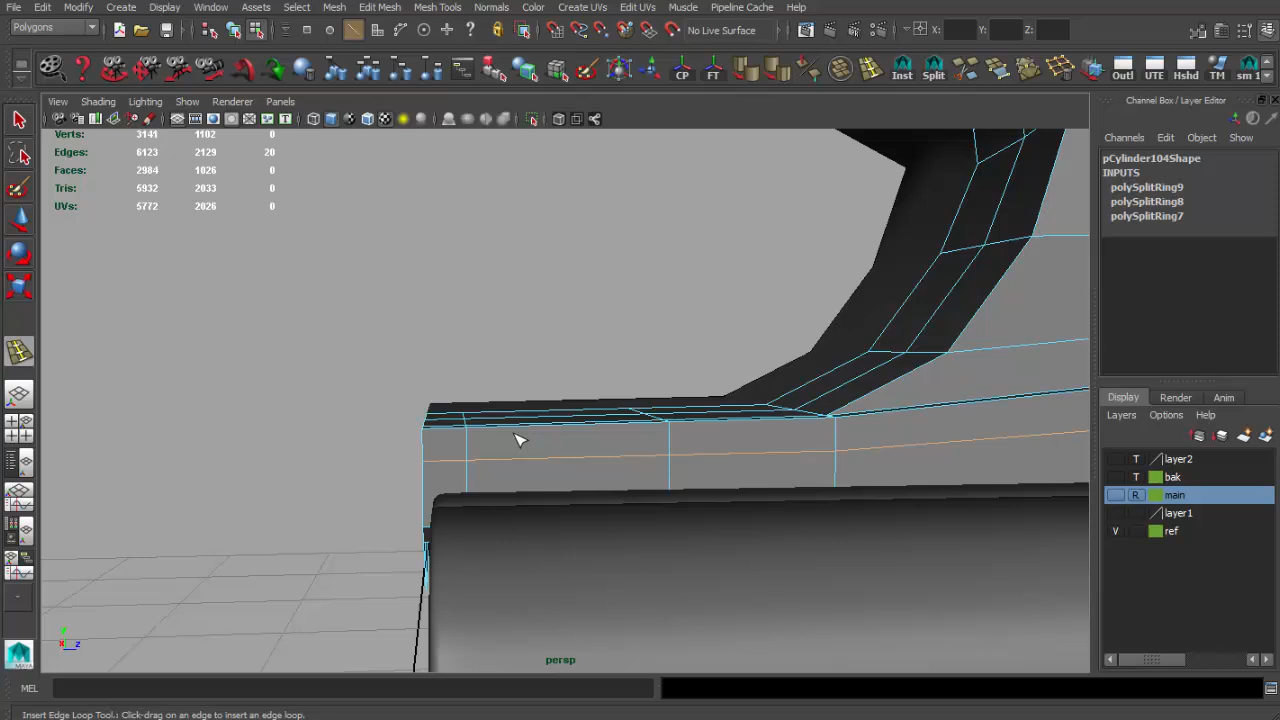 File Edit Modify Create Display Window Assets Select Mesh Edit Mesh Mesh Tools Normals Color Create UVs Edit UVs Muscle Pipeline Cache Help
Polygons No Live Surface X: Y: Z:
CP FT Inst Split Outl UTE Hshd TM sm 1
View Shading Lighting Show Renderer Panels
Channel Box / Layer Editor
Channels Edit Object Show
Verts: 3141 1102 0
Edges: 6123 2129 20
Faces: 2984 1026 0
Tris: 5932 2033 0
UVs: 5772 2026 0
pCylinder104Shape
INPUTS
polySplitRing9
polySplitRing8
polySplitRing7
Display Render Anim
Layers Options Help
T layer2
T bak
R main
layer1
V ref
y
x z
persp
MAYA
MEL
Insert Edge Loop Tool.: Click-drag on an edge to insert an edge loop.